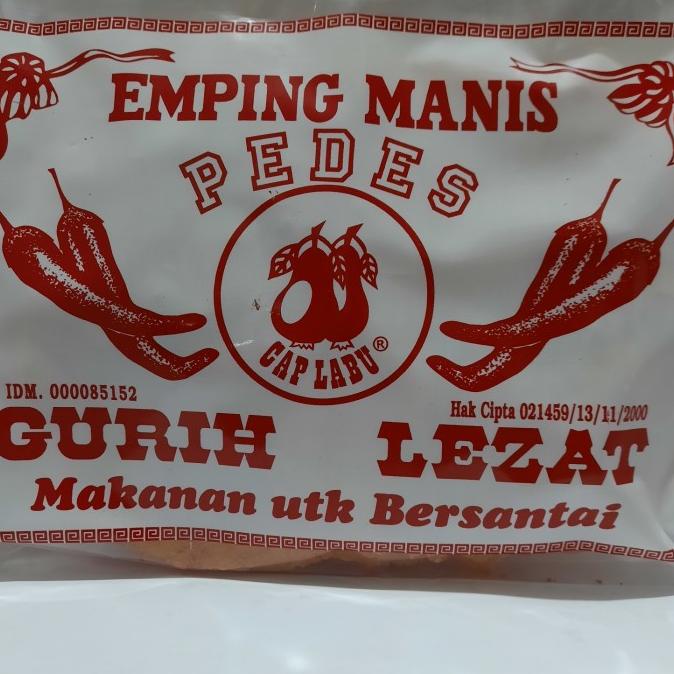 EMPING MANIS
PEDES
CAP LABU ®
IDM. 000085152
Hak Cipta 021459/13/11/2000
GURIH LEZAT
Makanan utk Bersantai